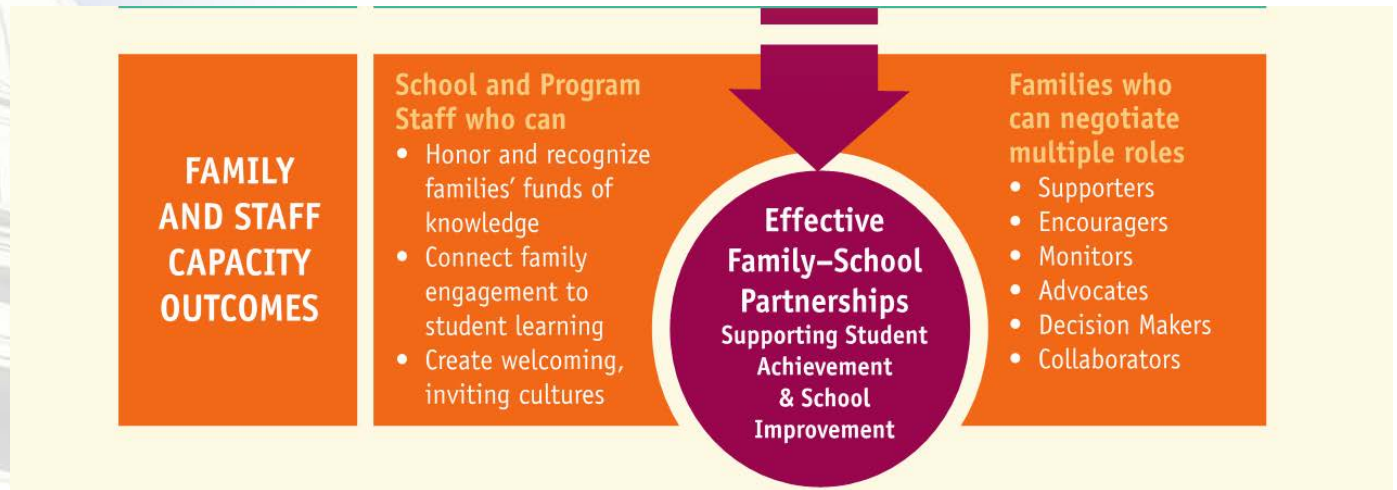 FAMILY
AND STAFF
CAPACITY
OUTCOMES
School and Program
Staff who can
• Honor and recognize
families’ funds of
knowledge
• Connect family
engagement to
student learning
• Create welcoming,
inviting cultures
Effective
Family–School
Partnerships
Supporting Student
Achievement
& School
Improvement
Families who
can negotiate
multiple roles
• Supporters
• Encouragers
• Monitors
• Advocates
• Decision Makers
• Collaborators